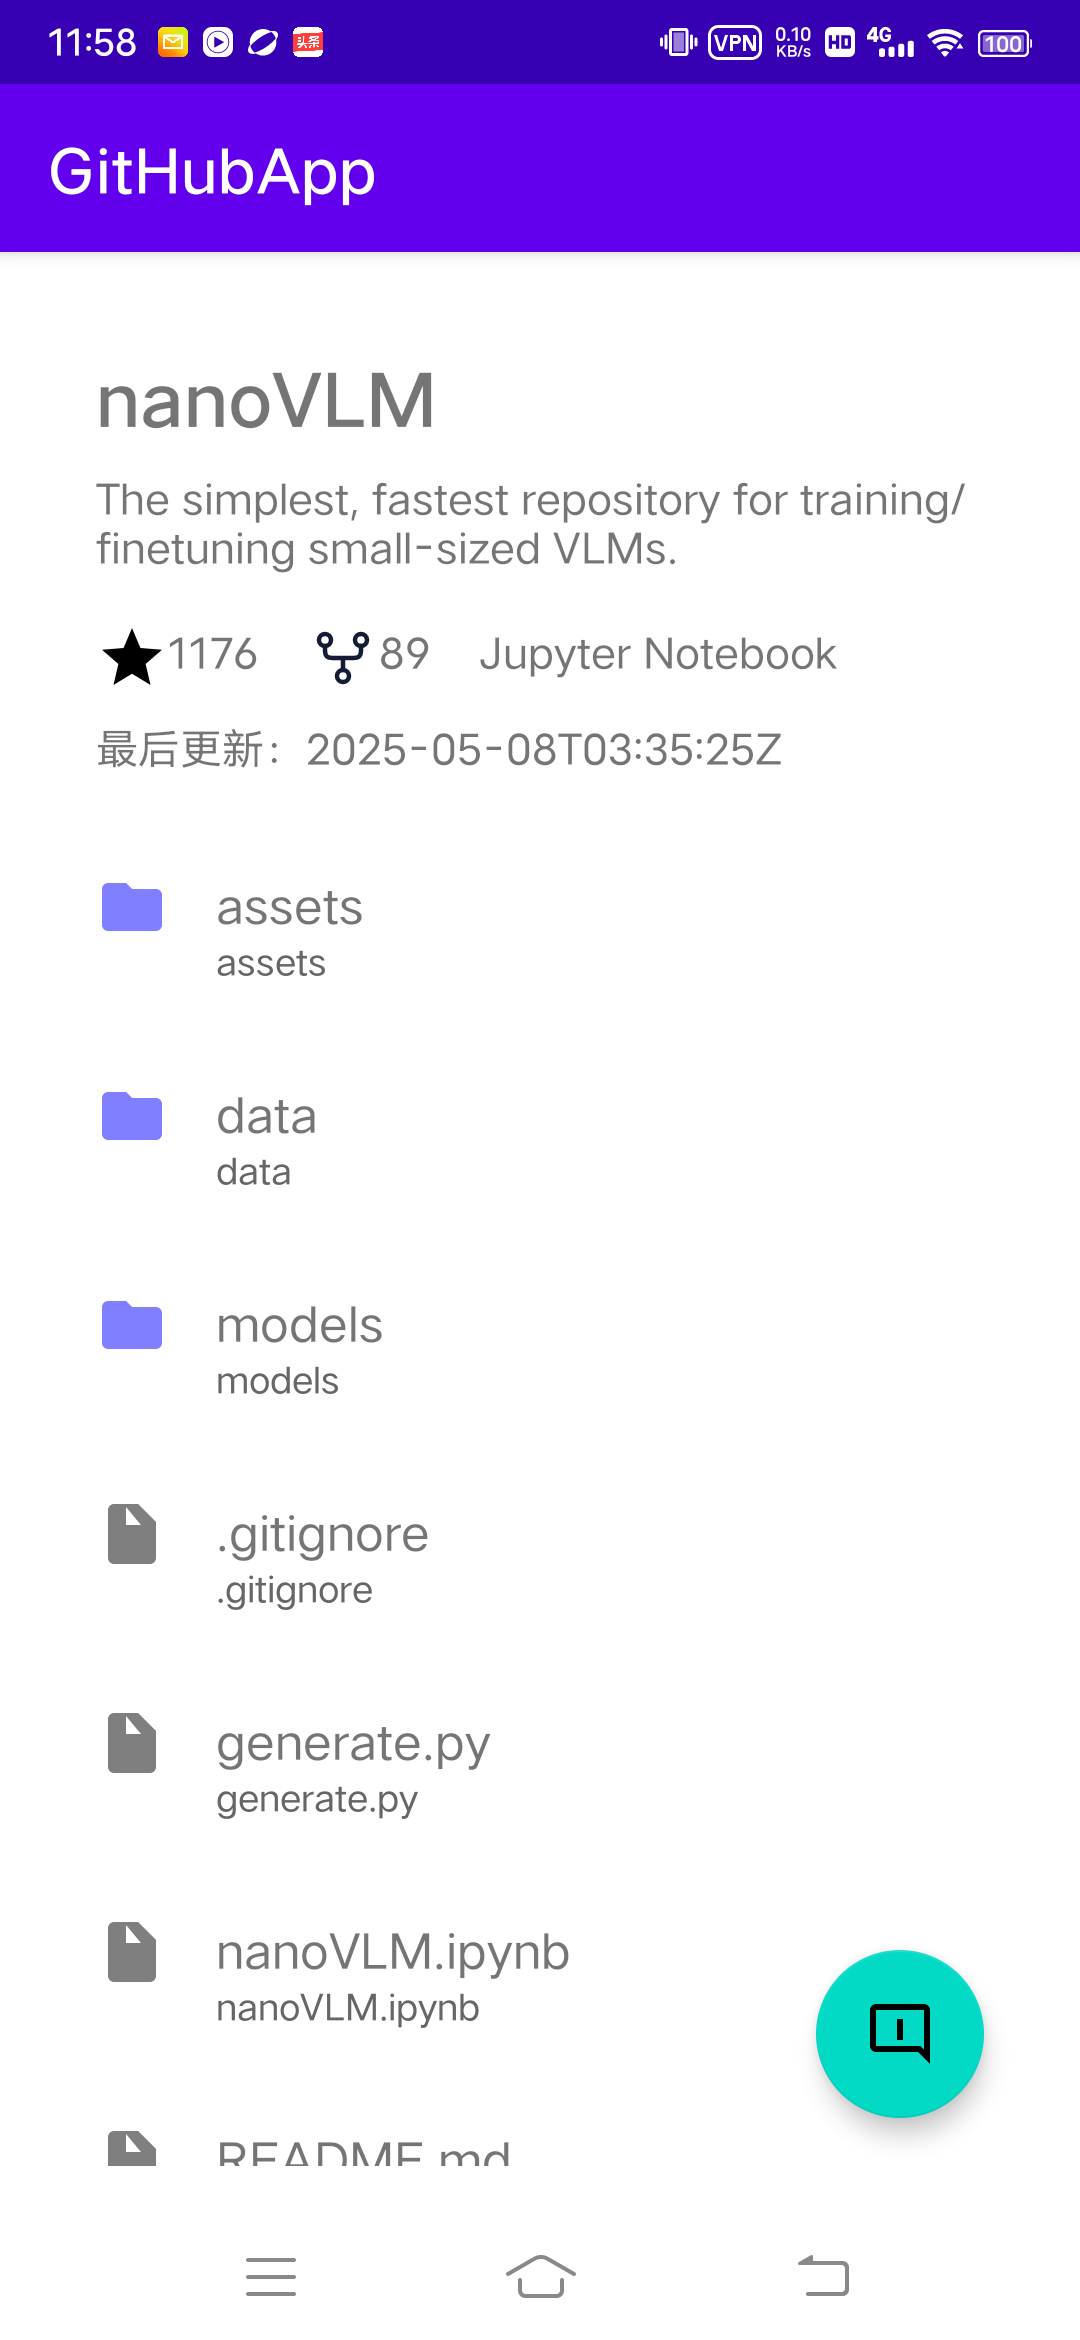 11:58 头条 VPN 0.10 KB/s HD 4G 100
GitHubApp
nanoVLM
The simplest, fastest repository for training/
finetuning small-sized VLMs.
1176 89 Jupyter Notebook
最后更新：2025-05-08T03:35:25Z
assets
assets
data
data
models
models
.gitignore
.gitignore
generate.py
generate.py
nanoVLM.ipynb
nanoVLM.ipynb
README.md